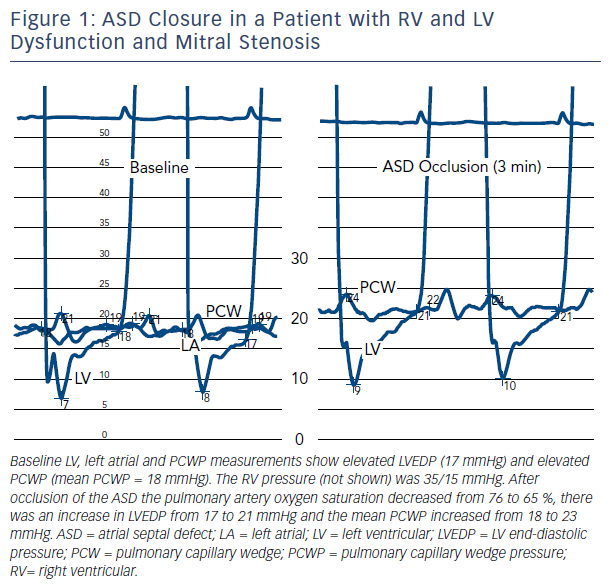 Figure 1: ASD Closure in a Patient with RV and LV
Dysfunction and Mitral Stenosis
50
45
Baseline
40
35
30
25
20
15
10
5
0
PCW
LA
LV
21
19
18
19
17
7
8
30
20
10
0
ASD Occlusion (3 min)
PCW
LV
24
22
21
24
21
9
10
Baseline LV, left atrial and PCWP measurements show elevated LVEDP (17 mmHg) and elevated
PCWP (mean PCWP = 18 mmHg). The RV pressure (not shown) was 35/15 mmHg. After
occlusion of the ASD the pulmonary artery oxygen saturation decreased from 76 to 65 %, there
was an increase in LVEDP from 17 to 21 mmHg and the mean PCWP increased from 18 to 23
mmHg. ASD = atrial septal defect; LA = left atrial; LV = left ventricular; LVEDP = LV end-diastolic
pressure; PCW = pulmonary capillary wedge; PCWP = pulmonary capillary wedge pressure;
RV= right ventricular.